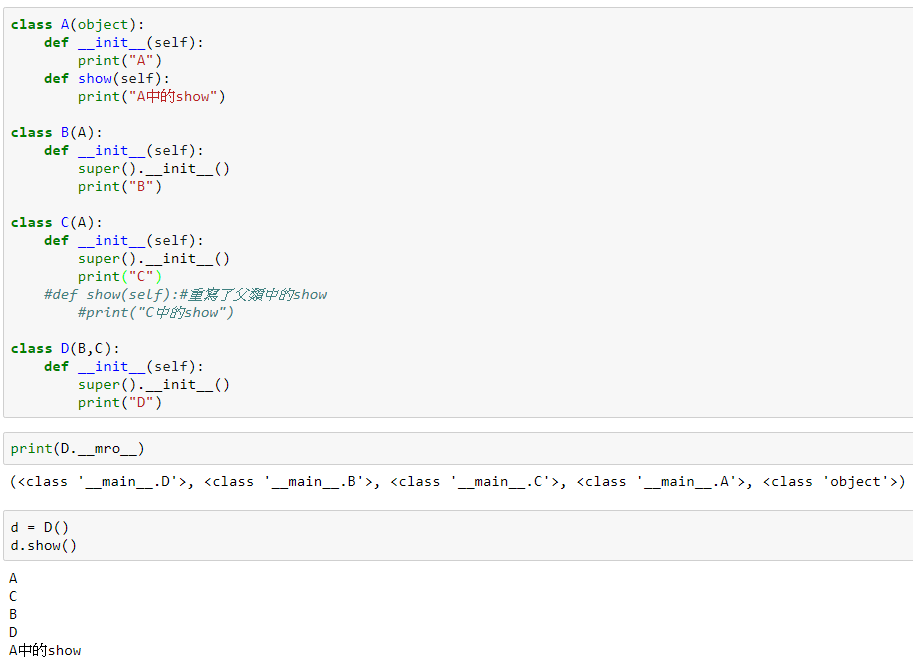 class A(object):
    def __init__(self):
        print("A")
    def show(self):
        print("A中的show")
class B(A):
    def __init__(self):
        super().__init__()
        print("B")
class C(A):
    def __init__(self):
        super().__init__()
        print("C")
    #def show(self):#重寫了父類中的show
        #print("C中的show")
class D(B,C):
    def __init__(self):
        super().__init__()
        print("D")
print(D.__mro__)
(<class '__main__.D'>, <class '__main__.B'>, <class '__main__.C'>, <class '__main__.A'>, <class 'object'>)
d = D()
d.show()
A
C
B
D
A中的show